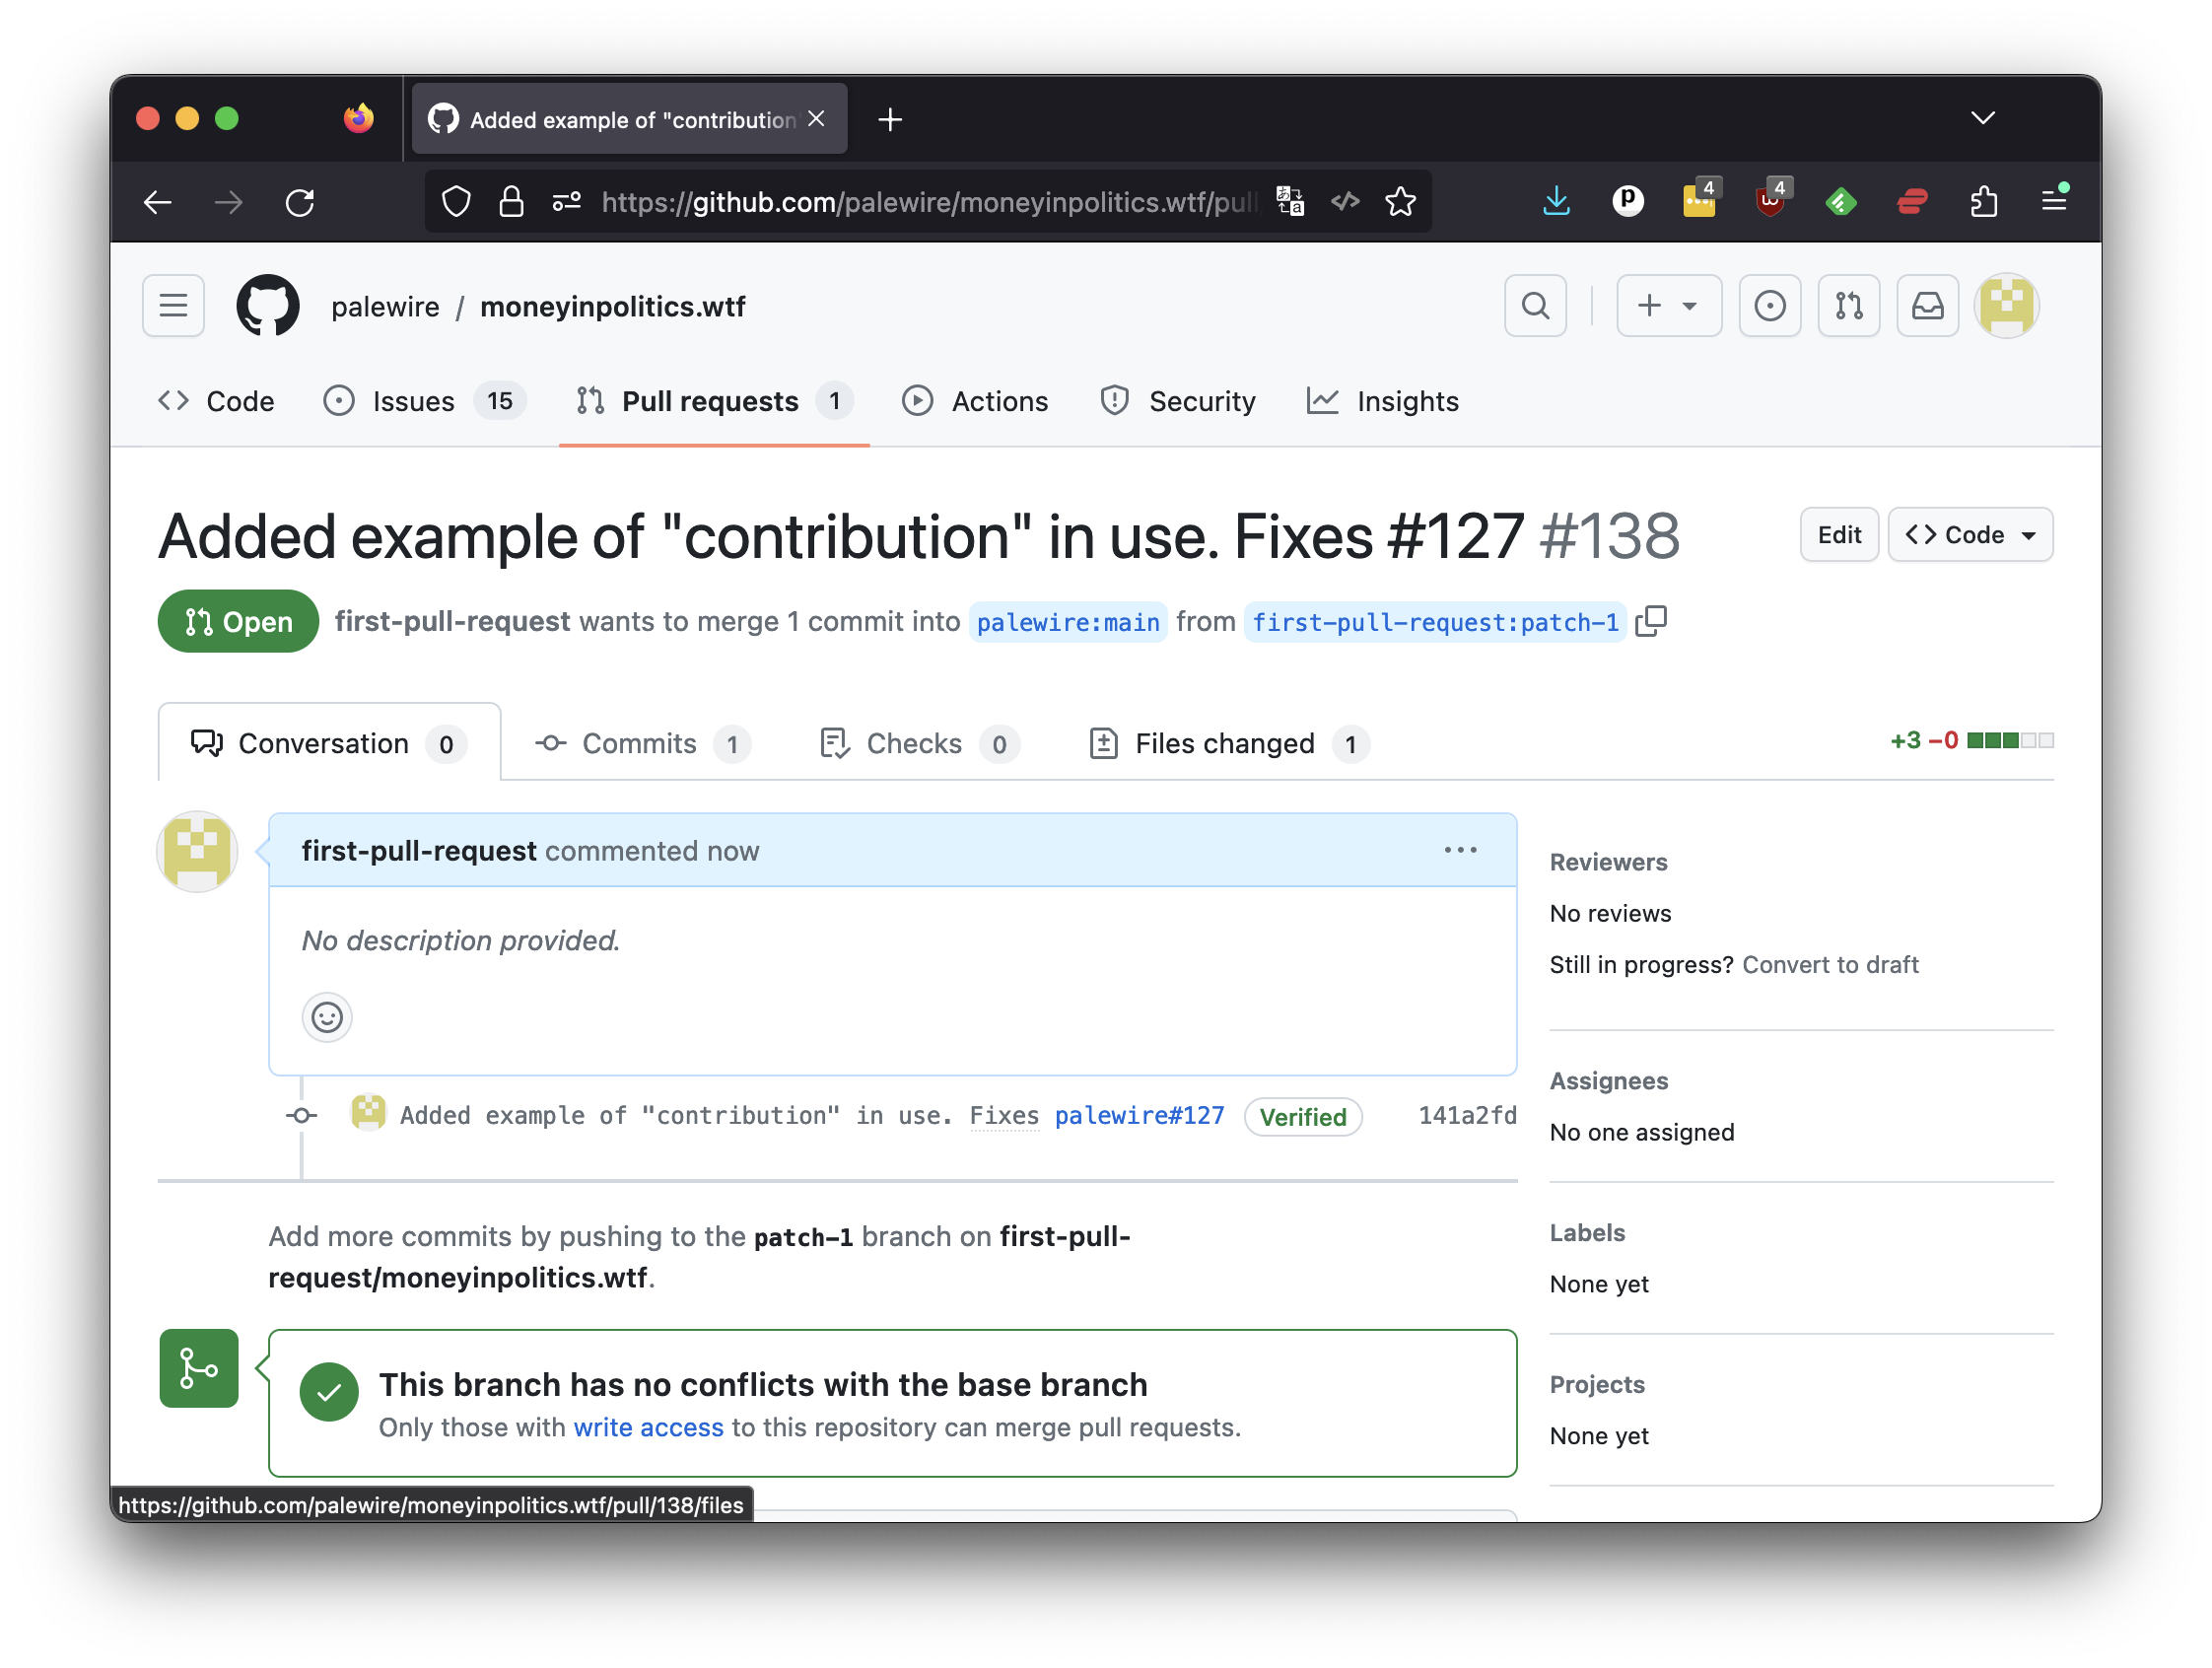 Added example of "contribution
https://github.com/palewire/moneyinpolitics.wtf/pull
4
4
palewire / moneyinpolitics.wtf
Code
Issues 15
Pull requests 1
Actions
Security
Insights
Added example of "contribution" in use. Fixes #127 #138
Edit
Code
Open
first-pull-request wants to merge 1 commit into palewire:main from first-pull-request:patch-1
Conversation 0
Commits 1
Checks 0
Files changed 1
+3 −0
first-pull-request commented now
No description provided.
Reviewers
No reviews
Still in progress? Convert to draft
Added example of "contribution" in use. Fixes palewire#127 Verified 141a2fd
Assignees
No one assigned
Add more commits by pushing to the patch-1 branch on first-pull-
request/moneyinpolitics.wtf.
Labels
None yet
This branch has no conflicts with the base branch
Only those with write access to this repository can merge pull requests.
Projects
None yet
https://github.com/palewire/moneyinpolitics.wtf/pull/138/files